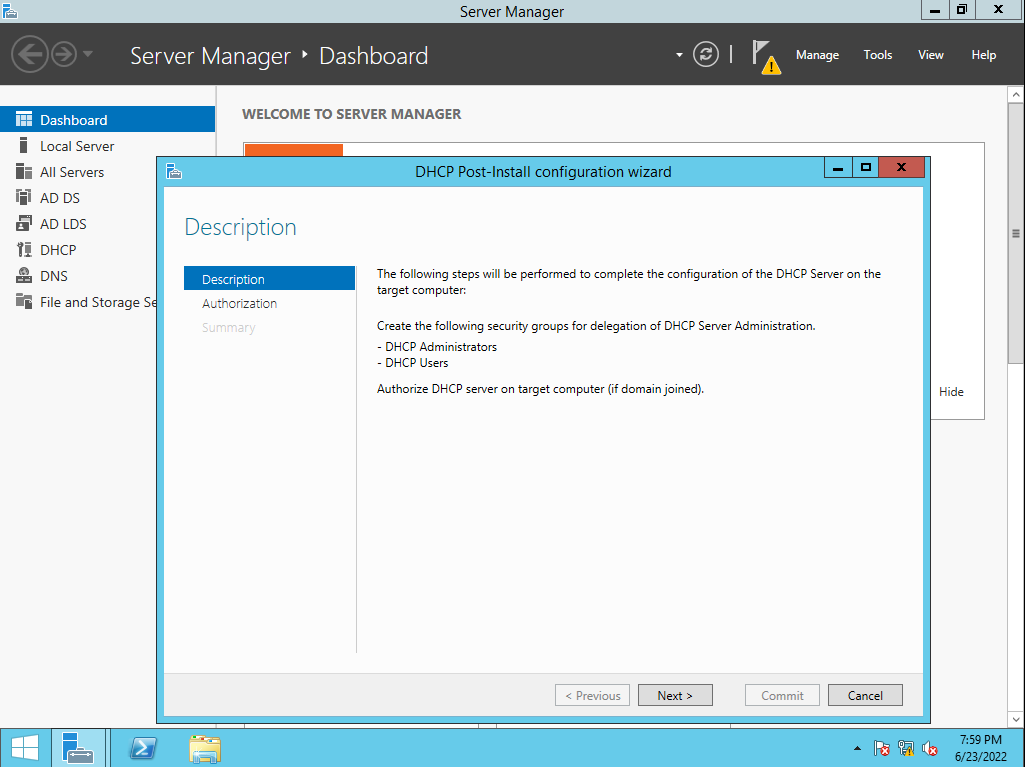 Server Manager
Server Manager ‣ Dashboard
Manage Tools View Help
Dashboard
Local Server
All Servers
AD DS
AD LDS
DHCP
DNS
File and Storage Se
WELCOME TO SERVER MANAGER
DHCP Post-Install configuration wizard
Description
Description
Authorization
Summary
The following steps will be performed to complete the configuration of the DHCP Server on the
target computer:
Create the following security groups for delegation of DHCP Server Administration.
- DHCP Administrators
- DHCP Users
Authorize DHCP server on target computer (if domain joined).
Hide
< Previous Next > Commit Cancel
7:59 PM
6/23/2022